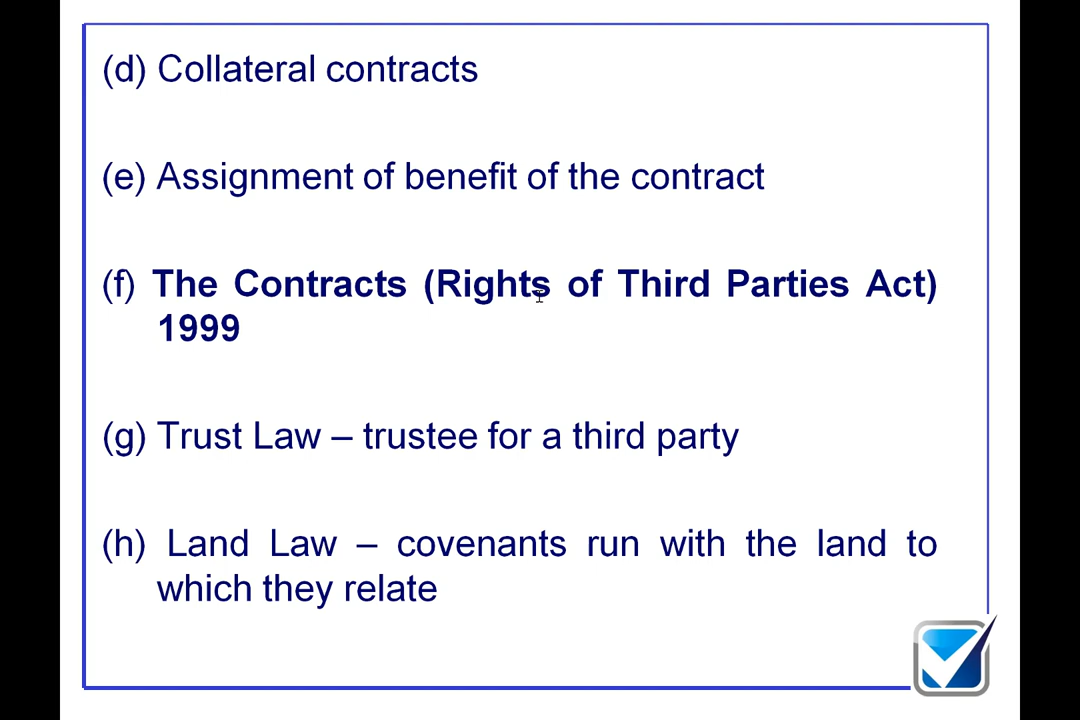 (d) Collateral contracts
(e) Assignment of benefit of the contract
(f) The Contracts (Rights of Third Parties Act)
1999
(g) Trust Law – trustee for a third party
(h) Land Law – covenants run with the land to
which they relate